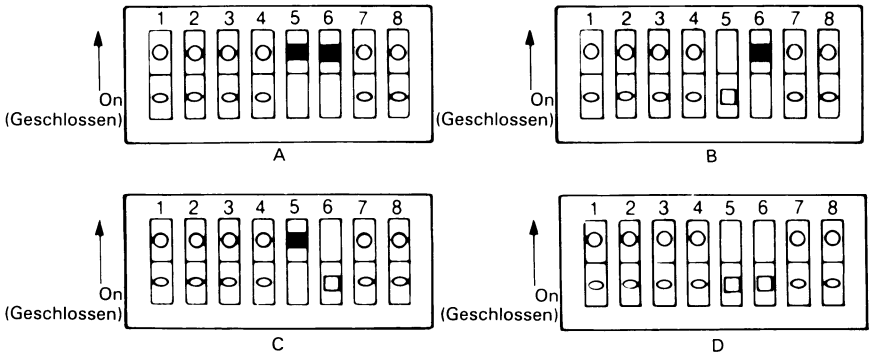 1 2 3 4 5 6 7 8
On
(Geschlossen)
A
1 2 3 4 5 6 7 8
On
(Geschlossen)
B
1 2 3 4 5 6 7 8
On
(Geschlossen)
C
1 2 3 4 5 6 7 8
On
(Geschlossen)
D